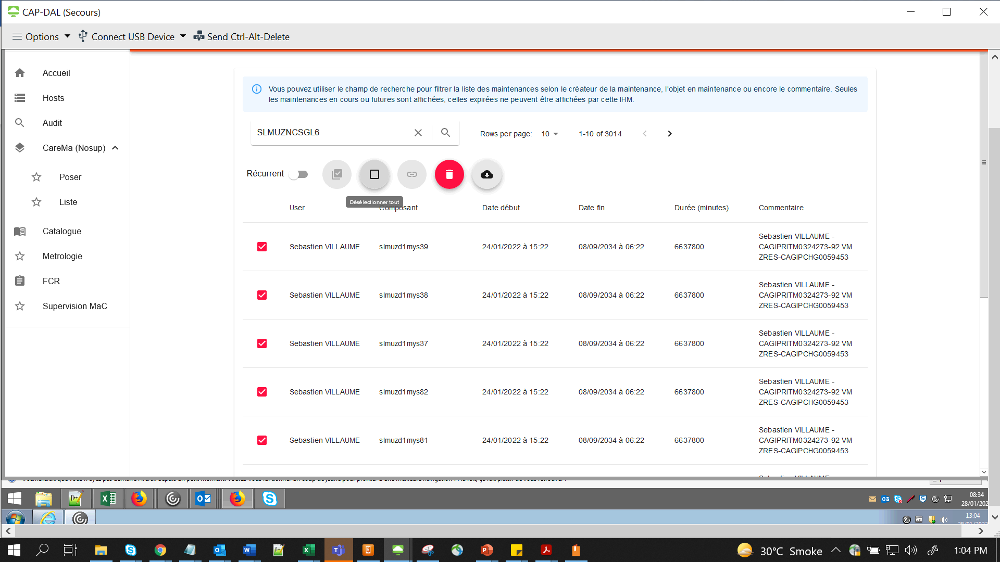 CAP-DAL (Secours)
Options
Connect USB Device
Send Ctrl-Alt-Delete
Accueil
Hosts
Audit
CareMa (Nosup)
Poser
Liste
Catalogue
Metrologie
FCR
Supervision MaC
Vous pouvez utiliser le champ de recherche pour filtrer la liste des maintenances selon le créateur de la maintenance, l'objet en maintenance ou encore le commentaire. Seules
les maintenances en cours ou futures sont affichées, celles expirées ne peuvent être affichées par cette IHM.
SLMUZNCSGL6
Rows per page: 10 1-10 of 3014
Récurrent
Désélectionner tout
User Composant Date début Date fin Durée (minutes) Commentaire
Sebastien VILLAUME slmuzd1mys39 24/01/2022 à 15:22 08/09/2034 à 06:22 6637800 Sebastien VILLAUME -
CAGIPRITM0324273-92 VM
ZRES-CAGIPCHG0059453
Sebastien VILLAUME slmuzd1mys38 24/01/2022 à 15:22 08/09/2034 à 06:22 6637800 Sebastien VILLAUME -
CAGIPRITM0324273-92 VM
ZRES-CAGIPCHG0059453
Sebastien VILLAUME slmuzd1mys37 24/01/2022 à 15:22 08/09/2034 à 06:22 6637800 Sebastien VILLAUME -
CAGIPRITM0324273-92 VM
ZRES-CAGIPCHG0059453
Sebastien VILLAUME slmuzd1mys82 24/01/2022 à 15:22 08/09/2034 à 06:22 6637800 Sebastien VILLAUME -
CAGIPRITM0324273-92 VM
ZRES-CAGIPCHG0059453
Sebastien VILLAUME slmuzd1mys81 24/01/2022 à 15:22 08/09/2034 à 06:22 6637800 Sebastien VILLAUME -
CAGIPRITM0324273-92 VM
ZRES-CAGIPCHG0059453
08:34
28/01/202
13:04
30°C Smoke
1:04 PM